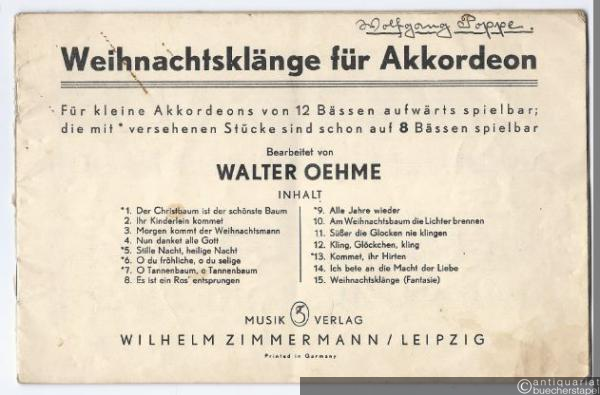 Wolfgang Poppe.
Weihnachtsklänge für Akkordeon
Für kleine Akkordeons von 12 Bässen aufwärts spielbar;
die mit * versehenen Stücke sind schon auf 8 Bässen spielbar
Bearbeitet von
WALTER OEHME
INHALT
*1. Der Christbaum ist der schönste Baum
2. Ihr Kinderlein kommet
3. Morgen kommt der Weihnachtsmann
4. Nun danket alle Gott
*5. Stille Nacht, heilige Nacht
*6. O du fröhliche, o du selige
*7. O Tannenbaum, o Tannenbaum
8. Es ist ein Ros' entsprungen
*9. Alle Jahre wieder
10. Am Weihnachtsbaum die Lichter brennen
11. Süßer die Glocken nie klingen
12. Kling, Glöckchen, kling
*13. Kommet, ihr Hirten
14. Ich bete an die Macht der Liebe
15. Weihnachtsklänge (Fantasie)
MUSIK VERLAG
WILHELM ZIMMERMANN / LEIPZIG
Printed in Germany
antiquariat
buecherstapel